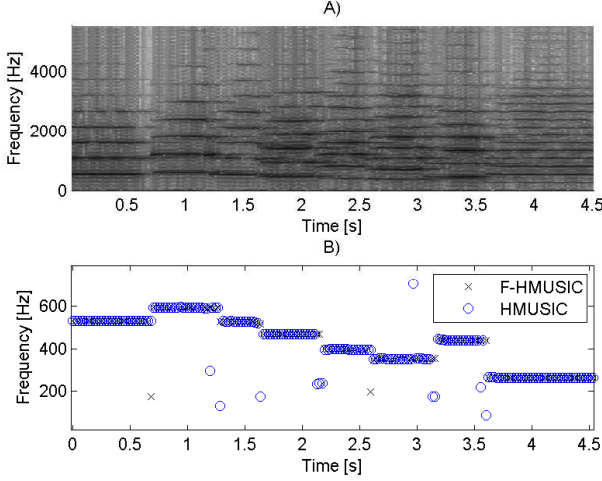 A)
Frequency [Hz]
4000
2000
0
0.5 1 1.5 2 2.5 3 3.5 4 4.5
Time [s]
B)
Frequency [Hz]
600
400
200
F-HMUSIC
HMUSIC
0 0.5 1 1.5 2 2.5 3 3.5 4 4.5
Time [s]